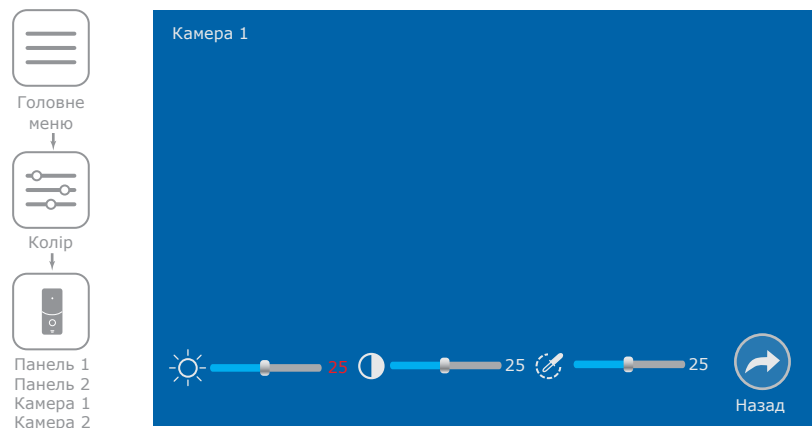 Головне
меню
Колір
Панель 1
Панель 2
Камера 1
Камера 2
Камера 1
25
25
25
Назад